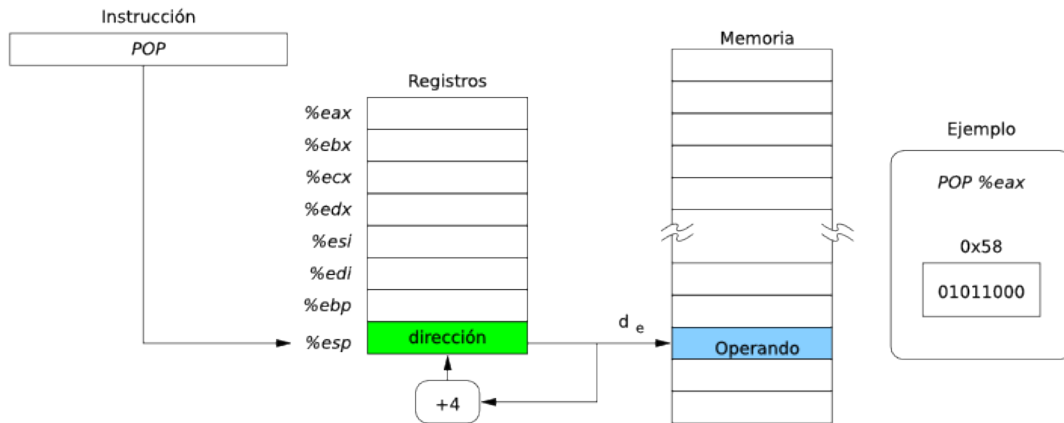 Instrucción
POP
Registros
%eax
%ebx
%ecx
%edx
%esi
%edi
%ebp
%esp
dirección
+4
d e
Memoria
Operando
Ejemplo
POP %eax
0x58
01011000